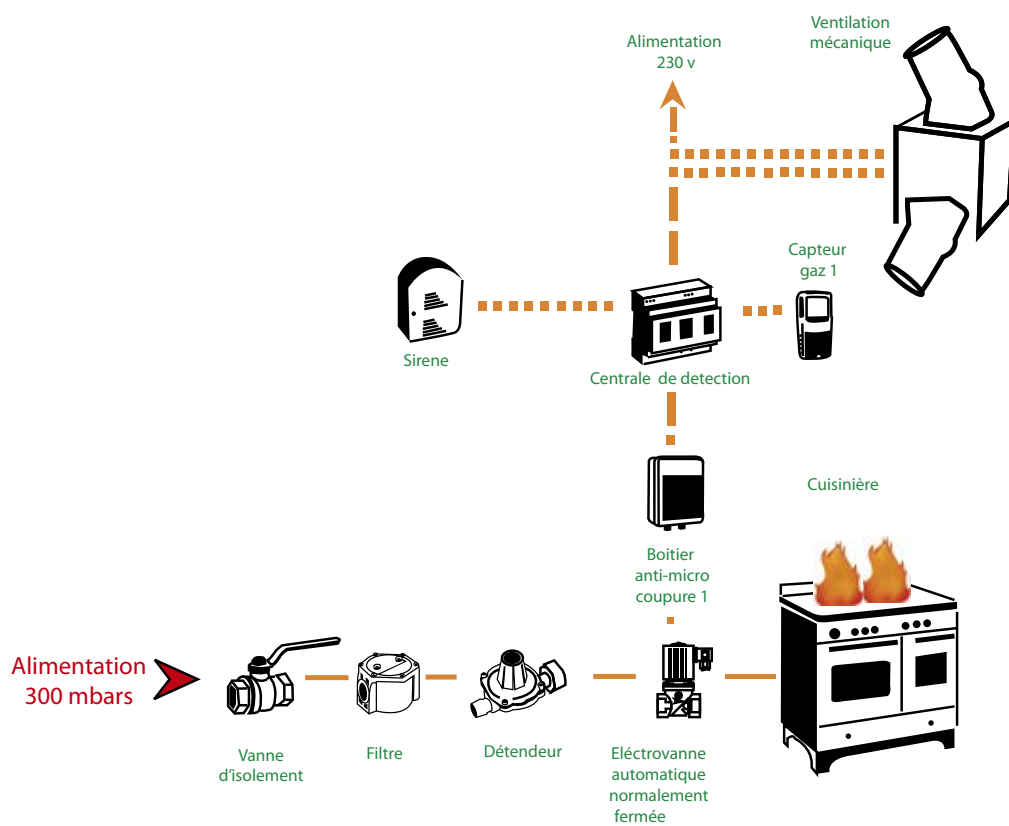 Ventilation
mécanique
Alimentation
230 v
Capteur
gaz 1
Sirene
Centrale de detection
Cuisinière
Boitier
anti-micro
coupure 1
Alimentation
300 mbars
Vanne
d'isolement
Filtre
Détendeur
Eléctrovanne
automatique
normalement
fermée